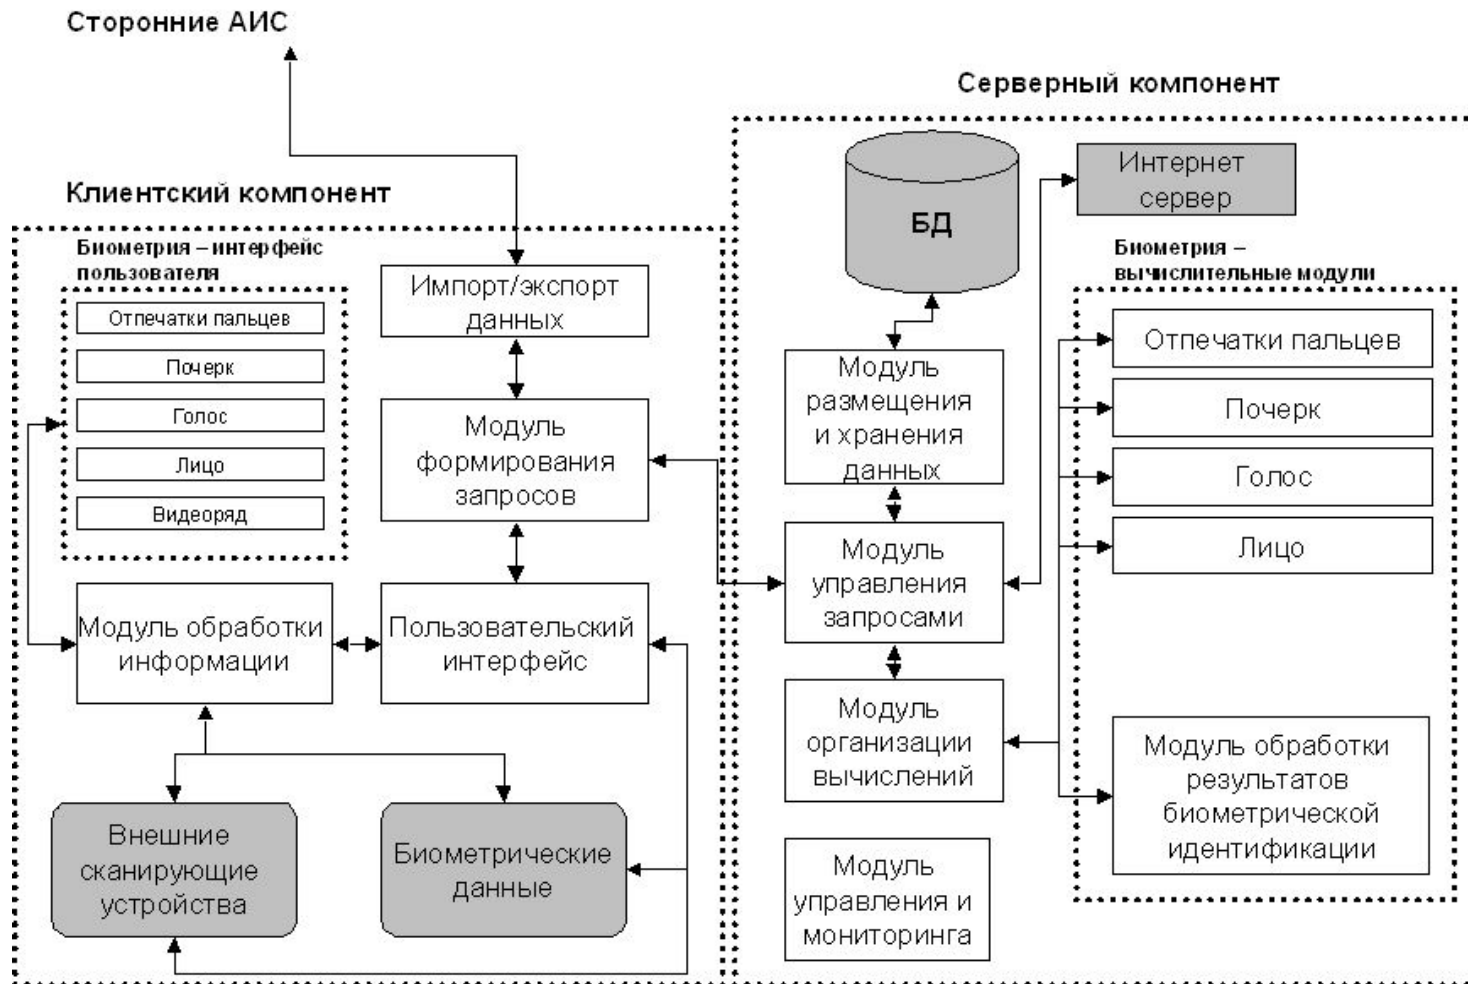 Сторонние АИС
Клиентский компонент
Биометрия – интерфейс
пользователя
Отпечатки пальцев
Почерк
Голос
Лицо
Видеоряд
Импорт/экспорт
данных
Модуль
формирования
запросов
Модуль обработки
информации
Пользовательский
интерфейс
Внешние
сканирующие
устройства
Биометрические
данные
Серверный компонент
БД
Интернет
сервер
Модуль
размещения
и хранения
данных
Модуль
управления
запросами
Модуль
организации
вычислений
Модуль
управления и
мониторинга
Биометрия –
вычислительные модули
Отпечатки пальцев
Почерк
Голос
Лицо
Модуль обработки
результатов
биометрической
идентификации